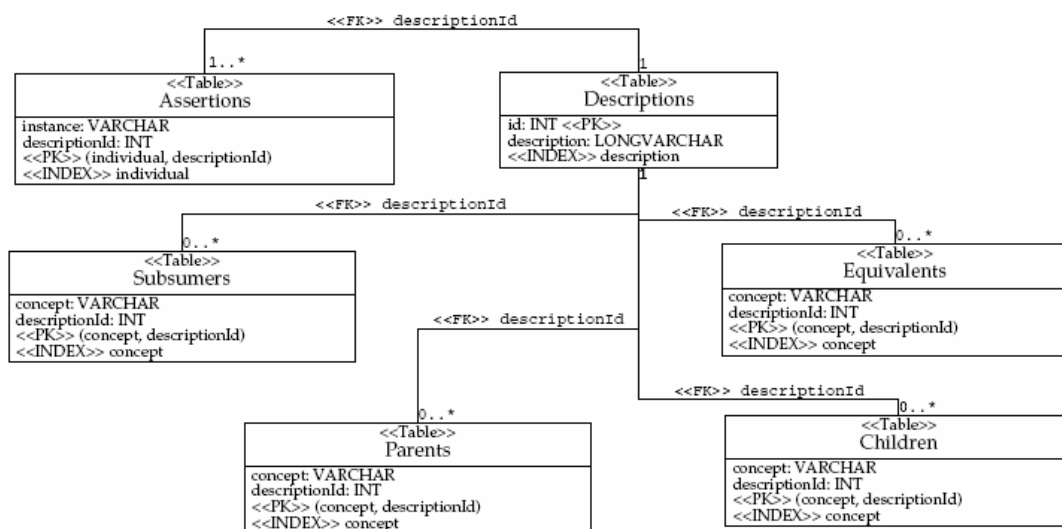 <<FK>> descriptionId
1..*
1
<<Table>>
Assertions
instance: VARCHAR
descriptionId: INT
<<PK>> (individual, descriptionId)
<<INDEX>> individual
<<Table>>
Descriptions
id: INT <<PK>>
description: LONGVARCHAR
<<INDEX>> description
1
<<FK>> descriptionId
0..*
<<FK>> descriptionId
0..*
<<Table>>
Subsumers
concept: VARCHAR
descriptionId: INT
<<PK>> (concept, descriptionId)
<<INDEX>> concept
<<Table>>
Equivalents
concept: VARCHAR
descriptionId: INT
<<PK>> (concept, descriptionId)
<<INDEX>> concept
<<FK>> descriptionId
0..*
<<FK>> descriptionId
0..*
<<Table>>
Parents
concept: VARCHAR
descriptionId: INT
<<PK>> (concept, descriptionId)
<<INDEX>> concept
<<Table>>
Children
concept: VARCHAR
descriptionId: INT
<<PK>> (concept, descriptionId)
<<INDEX>> concept